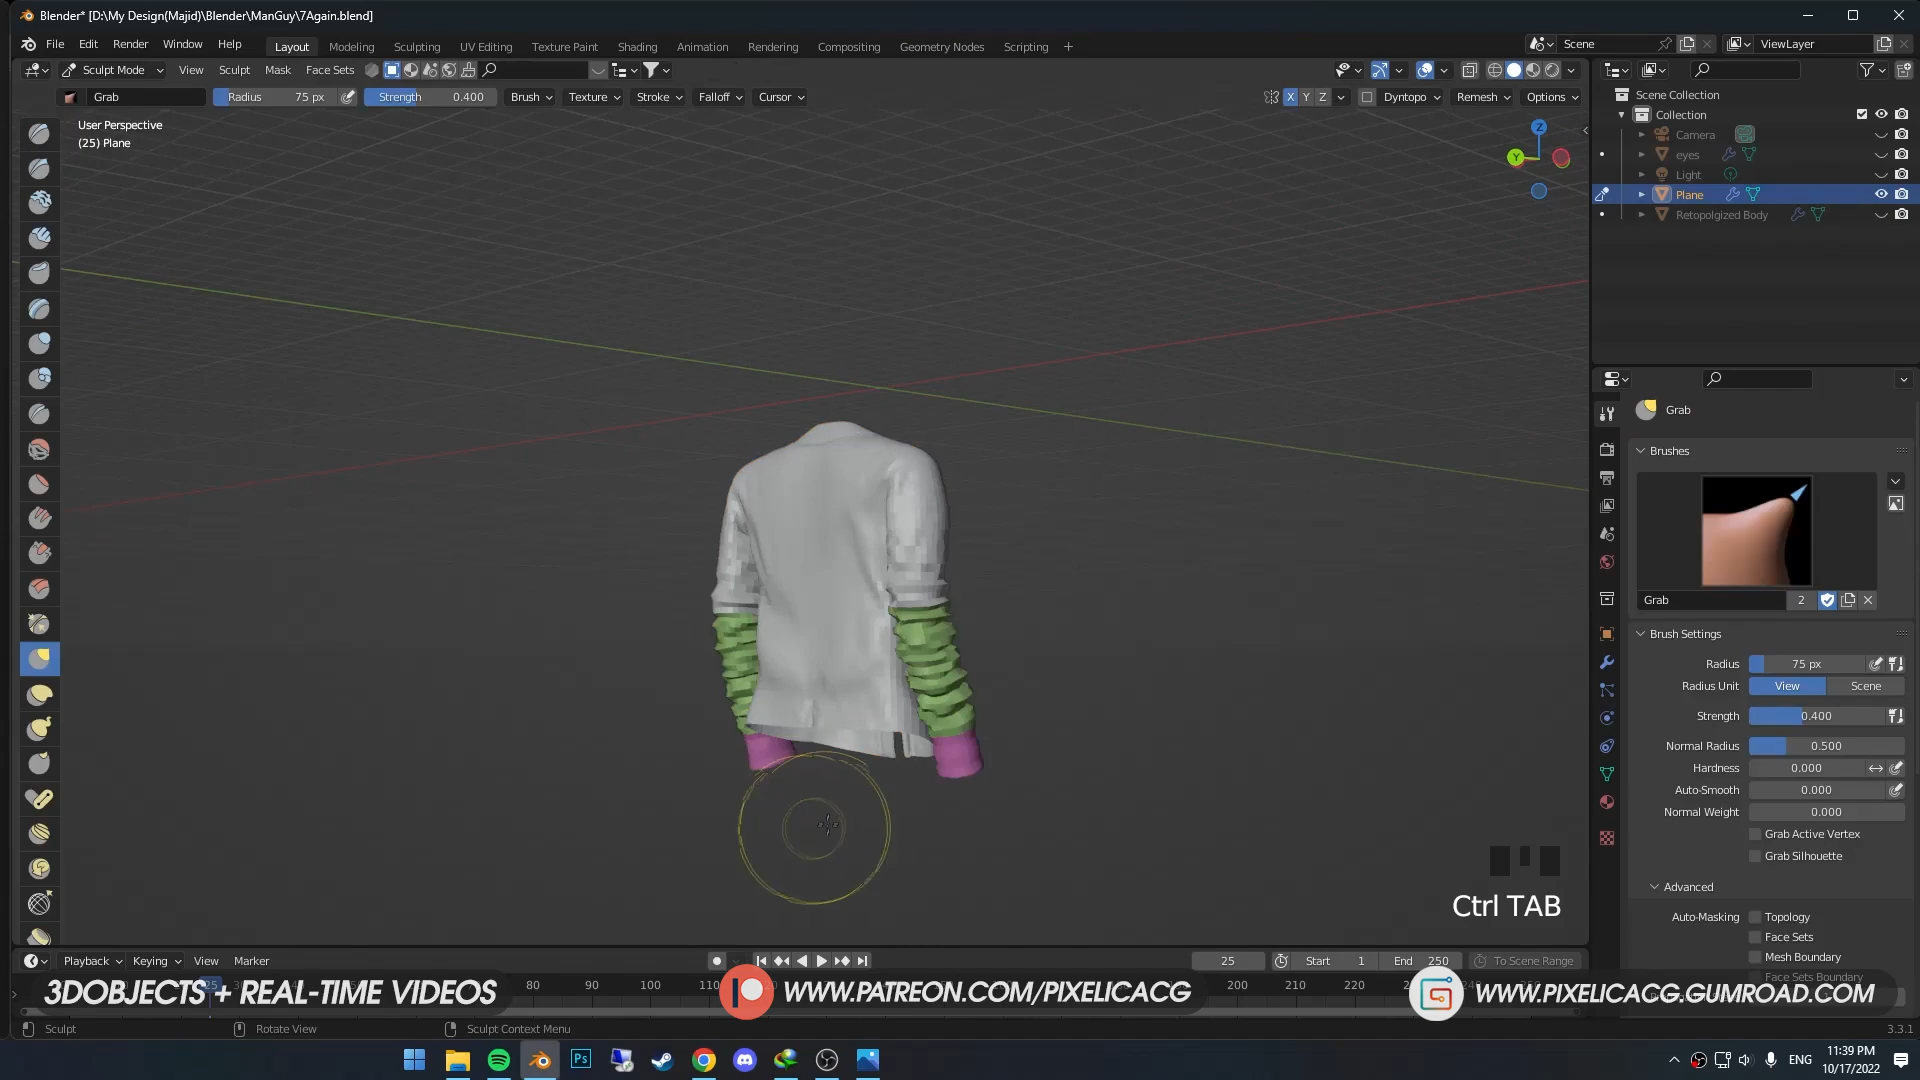 Blender* [D:\My Design(Majid)\Blender\ManGuy\7Again.blend]
File Edit Render Window Help Layout Modeling Sculpting UV Editing Texture Paint Shading Animation Rendering Compositing Geometry Nodes Scripting + Scene ViewLayer
Sculpt Mode View Sculpt Mask Face Sets
Grab Radius 75 px Strength 0.400 Brush Texture Stroke Falloff Cursor X Y Z Dyntopo Remesh Options
User Perspective
(25) Plane
Z
Y
Scene Collection
Collection
Camera
eyes
Light
Plane
Retopolgized Body
Grab
Brushes
Grab 2
Brush Settings
Radius 75 px
Radius Unit View Scene
Strength 0.400
Normal Radius 0.500
Hardness 0.000
Auto-Smooth 0.000
Normal Weight 0.000
Grab Active Vertex
Grab Silhouette
Advanced
Auto-Masking Topology
Face Sets
Mesh Boundary
Face Sets Boundary
Ctrl TAB
Playback Keying View Marker 25 Start 1 End 250 To Scene Range
80 90 100 110 200 210 220
3DOBJECTS + REAL-TIME VIDEOS WWW.PATREON.COM/PIXELICACG WWW.PIXELICACG.GUMROAD.COM
Sculpt Rotate View Sculpt Context Menu 3.3.1
Ps
ENG 11:39 PM
10/17/2022